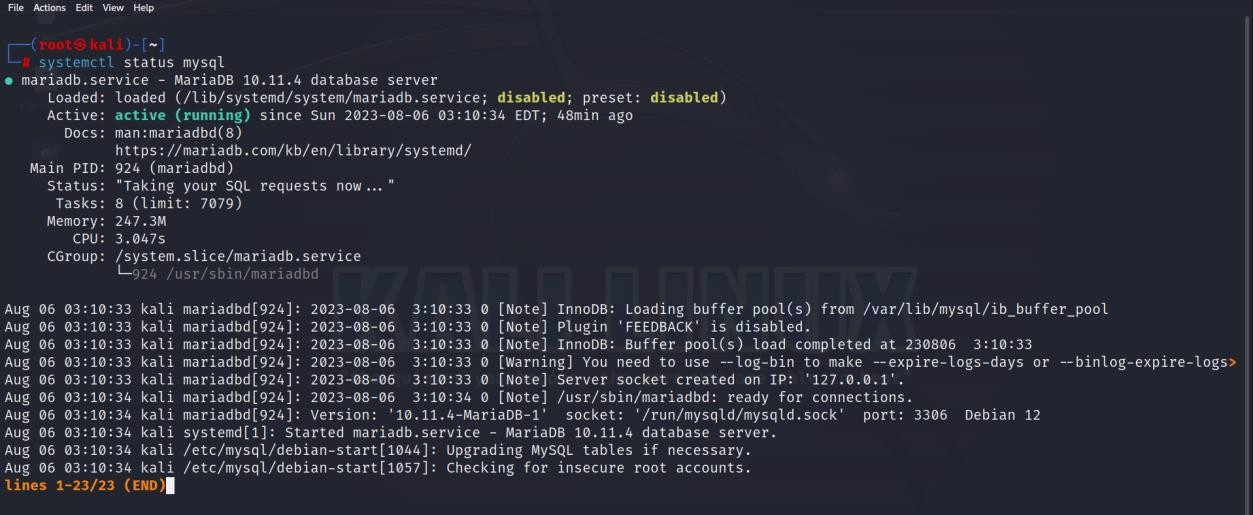 File Actions Edit View Help
┌──(root㉿kali)-[~]
└─# systemctl status mysql
● mariadb.service - MariaDB 10.11.4 database server
Loaded: loaded (/lib/systemd/system/mariadb.service; disabled; preset: disabled)
Active: active (running) since Sun 2023-08-06 03:10:34 EDT; 48min ago
Docs: man:mariadbd(8)
https://mariadb.com/kb/en/library/systemd/
Main PID: 924 (mariadbd)
Status: "Taking your SQL requests now..."
Tasks: 8 (limit: 7079)
Memory: 247.3M
CPU: 3.047s
CGroup: /system.slice/mariadb.service
└─924 /usr/sbin/mariadbd
KALI LINUX
Aug 06 03:10:33 kali mariadbd[924]: 2023-08-06  3:10:33 0 [Note] InnoDB: Loading buffer pool(s) from /var/lib/mysql/ib_buffer_pool
Aug 06 03:10:33 kali mariadbd[924]: 2023-08-06  3:10:33 0 [Note] Plugin 'FEEDBACK' is disabled.
Aug 06 03:10:33 kali mariadbd[924]: 2023-08-06  3:10:33 0 [Note] InnoDB: Buffer pool(s) load completed at 230806  3:10:33
Aug 06 03:10:33 kali mariadbd[924]: 2023-08-06  3:10:33 0 [Warning] You need to use --log-bin to make --expire-logs-days or --binlog-expire-logs>
Aug 06 03:10:33 kali mariadbd[924]: 2023-08-06  3:10:33 0 [Note] Server socket created on IP: '127.0.0.1'.
Aug 06 03:10:34 kali mariadbd[924]: 2023-08-06  3:10:34 0 [Note] /usr/sbin/mariadbd: ready for connections.
Aug 06 03:10:34 kali mariadbd[924]: Version: '10.11.4-MariaDB-1'  socket: '/run/mysqld/mysqld.sock'  port: 3306  Debian 12
Aug 06 03:10:34 kali systemd[1]: Started mariadb.service - MariaDB 10.11.4 database server.
Aug 06 03:10:34 kali /etc/mysql/debian-start[1044]: Upgrading MySQL tables if necessary.
Aug 06 03:10:34 kali /etc/mysql/debian-start[1057]: Checking for insecure root accounts.
lines 1-23/23 (END)